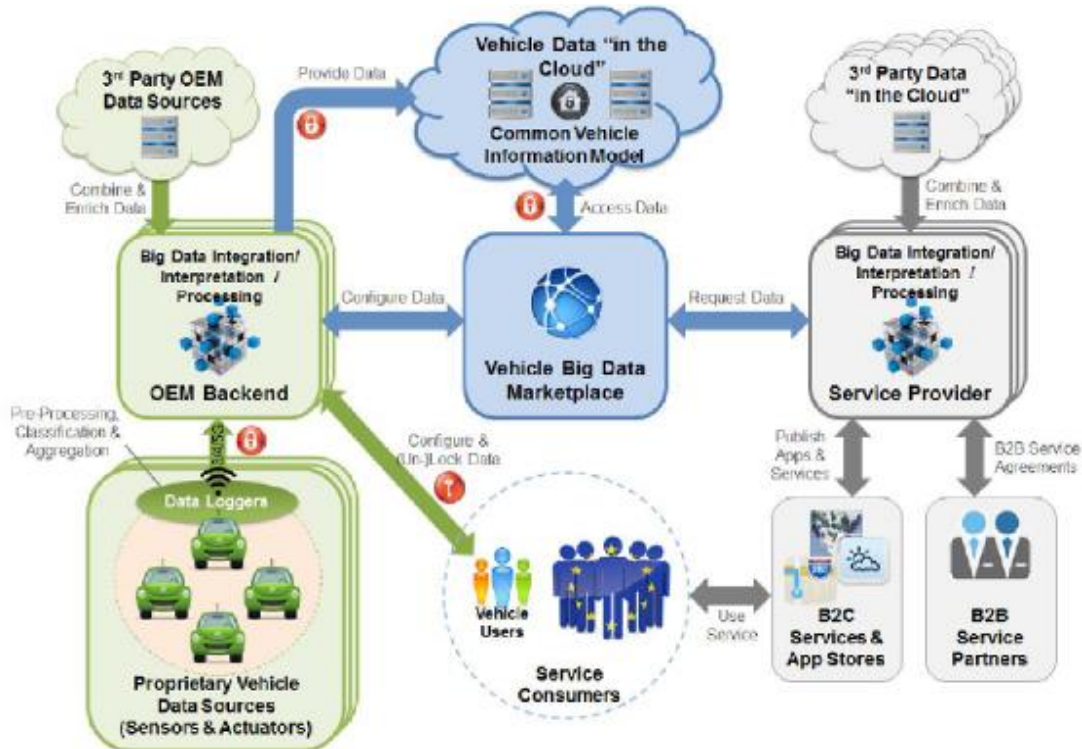 3rd Party OEM
Data Sources
Provide Data
Vehicle Data "in the
Cloud"
Common Vehicle
Information Model
3rd Party Data
"in the Cloud"
Combine &
Enrich Data
Access Data
Combine &
Enrich Data
Big Data Integration/
Interpretation /
Processing
OEM Backend
Configure Data
Vehicle Big Data
Marketplace
Request Data
Big Data Integration/
Interpretation /
Processing
Service Provider
Pre-Processing,
Classification &
Aggregation
3/4/5G
Data Loggers
Proprietary Vehicle
Data Sources
(Sensors & Actuators)
Configure &
(Un-)Lock Data
Vehicle
Users
Service
Consumers
Use
Service
Publish
Apps &
Services
B2B Service
Agreements
B2C
Services &
App Stores
B2B
Service
Partners